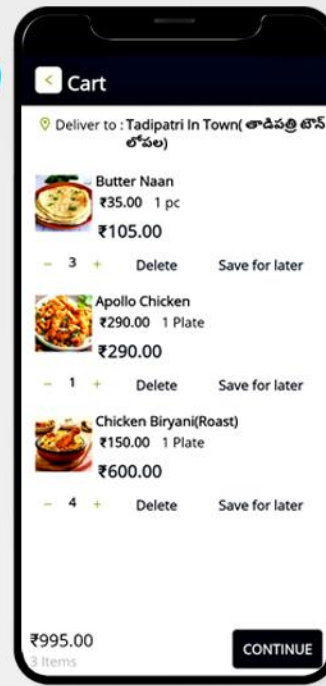 Cart
Deliver to : Tadipatri In Town( తాడిపత్రి టౌన్
లోపల)
Butter Naan
₹35.00 1 pc
₹105.00
− 3 + Delete Save for later
Apollo Chicken
₹290.00 1 Plate
₹290.00
− 1 + Delete Save for later
Chicken Biryani(Roast)
₹150.00 1 Plate
₹600.00
− 4 + Delete Save for later
₹995.00
3 Items
CONTINUE